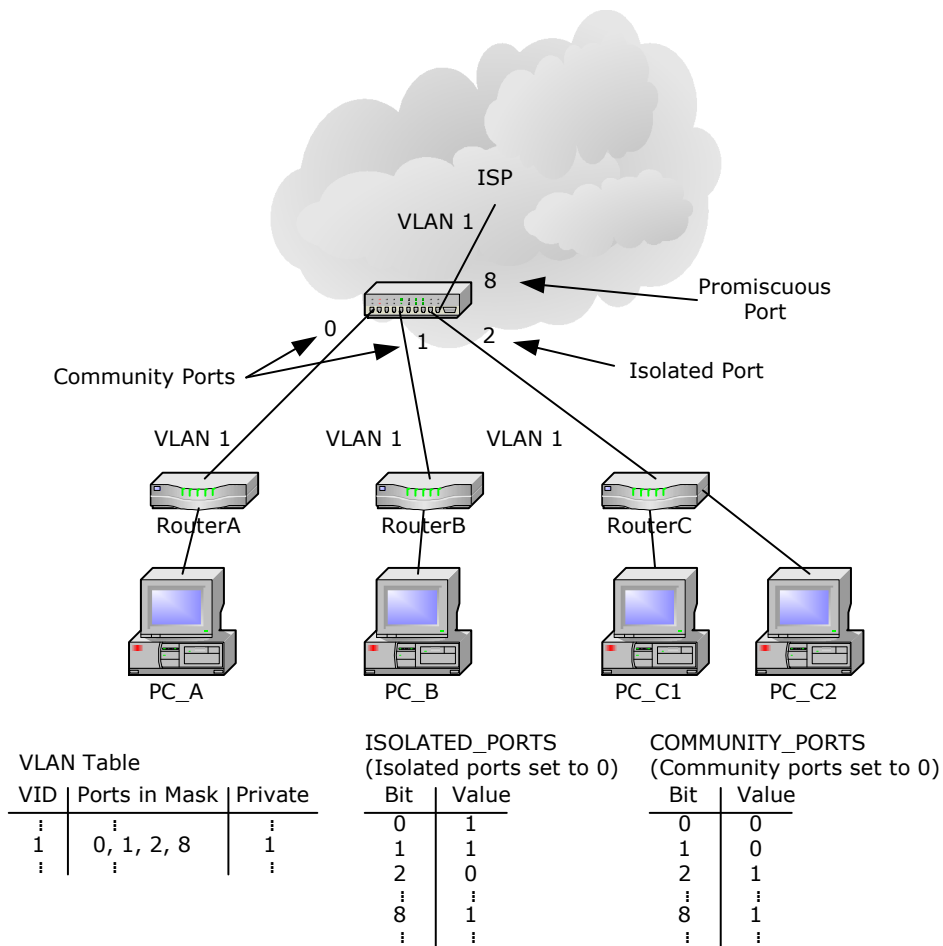 ISP
VLAN 1
8
Promiscuous
Port
0
1
2
Community Ports
Isolated Port
VLAN 1
VLAN 1
VLAN 1
RouterA
RouterB
RouterC
PC_A
PC_B
PC_C1
PC_C2
VLAN Table
VID Ports in Mask Private
⋮ ⋮ ⋮
1 0, 1, 2, 8 1
⋮ ⋮ ⋮
ISOLATED_PORTS
(Isolated ports set to 0)
Bit Value
0 1
1 1
2 0
⋮ ⋮
8 1
⋮ ⋮
COMMUNITY_PORTS
(Community ports set to 0)
Bit Value
0 0
1 0
2 1
⋮ ⋮
8 1
⋮ ⋮